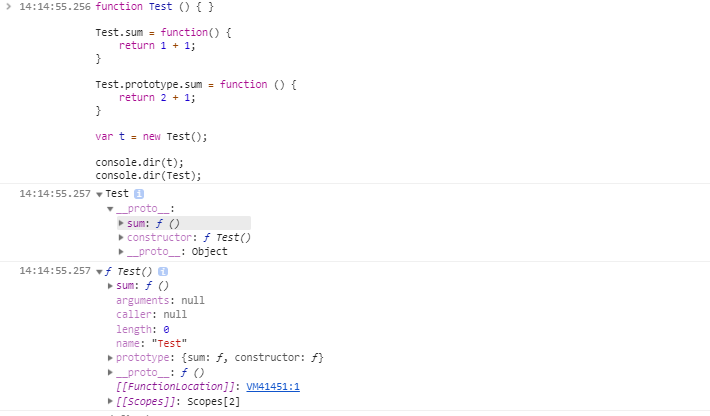 14:14:55.256 function Test () { }
Test.sum = function() {
return 1 + 1;
}
Test.prototype.sum = function () {
return 2 + 1;
}
var t = new Test();
console.dir(t);
console.dir(Test);
14:14:55.257 ▼Test i
▼__proto__:
▶sum: ƒ ()
▶constructor: ƒ Test()
▶__proto__: Object
14:14:55.257 ▼ƒ Test() i
▶sum: ƒ ()
arguments: null
caller: null
length: 0
name: "Test"
▶prototype: {sum: ƒ, constructor: ƒ}
▶__proto__: ƒ ()
[[FunctionLocation]]: VM41451:1
▶[[Scopes]]: Scopes[2]